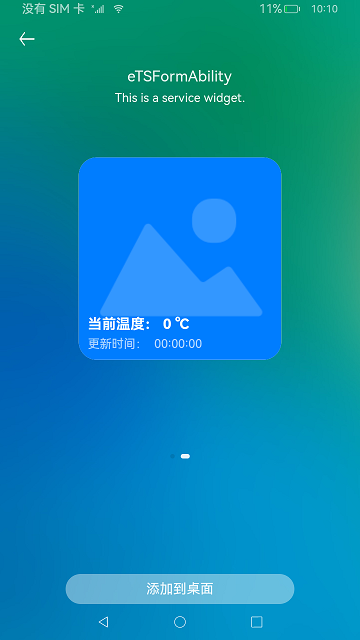 没有 SIM 卡 11% 10:10
eTSFormAbility
This is a service widget.
当前温度： 0 ℃
更新时间： 00:00:00
添加到桌面